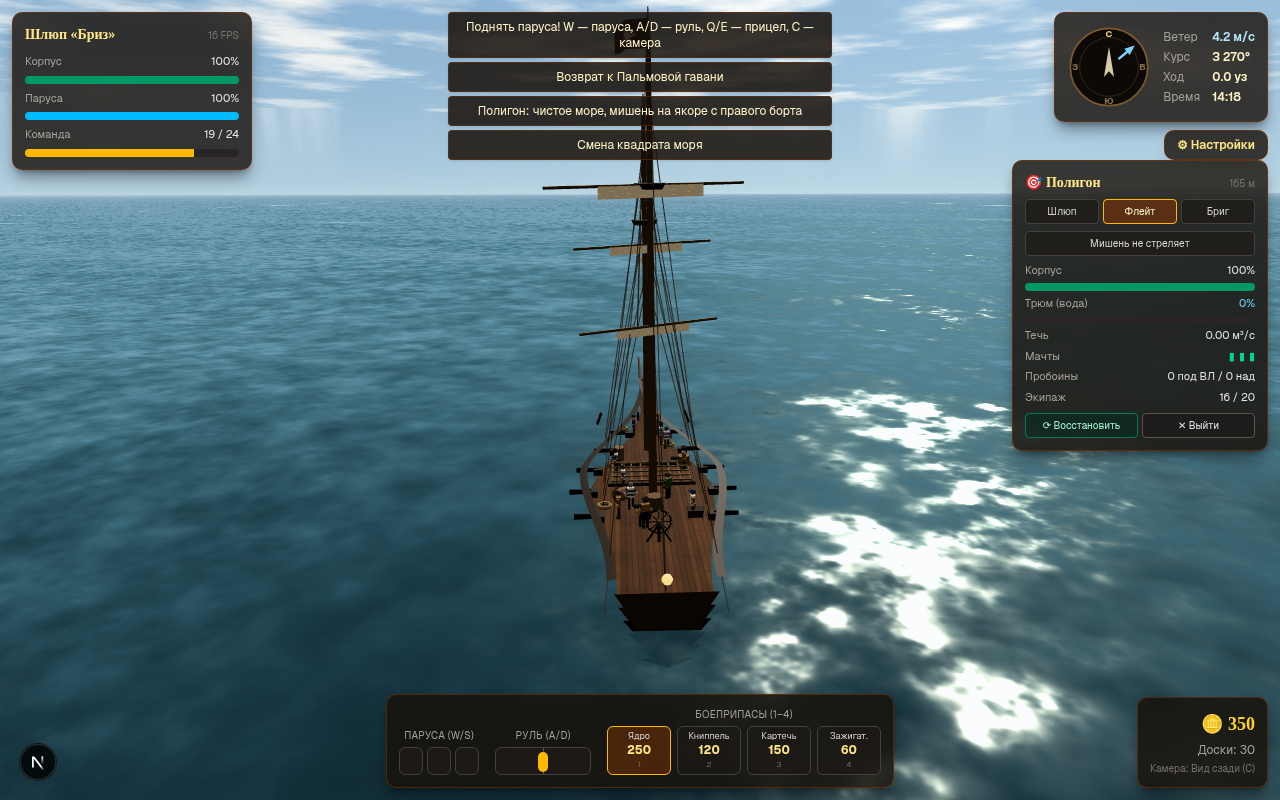 Шлюп «Бриз»
16 FPS
Корпус 100%
Паруса 100%
Команда 19 / 24
Поднять паруса! W — паруса, A/D — руль, Q/E — прицел, C —
камера
Возврат к Пальмовой гавани
Полигон: чистое море, мишень на якоре с правого борта
Смена квадрата моря
С
В
Ю
З
Ветер 4.2 м/с
Курс З 270°
Ход 0.0 уз
Время 14:18
⚙ Настройки
🎯 Полигон
165 м
Шлюп Флейт Бриг
Мишень не стреляет
Корпус 100%
Трюм (вода) 0%
Течь 0.00 м³/с
Мачты
Пробоины 0 под ВЛ / 0 над
Экипаж 16 / 20
⟳ Восстановить ✕ Выйти
ПАРУСА (W/S)
РУЛЬ (A/D)
БОЕПРИПАСЫ (1–4)
Ядро Книппель Картечь Зажигат.
250 120 150 60
1 2 3 4
N
🪙 350
Доски: 30
Камера: Вид сзади (C)